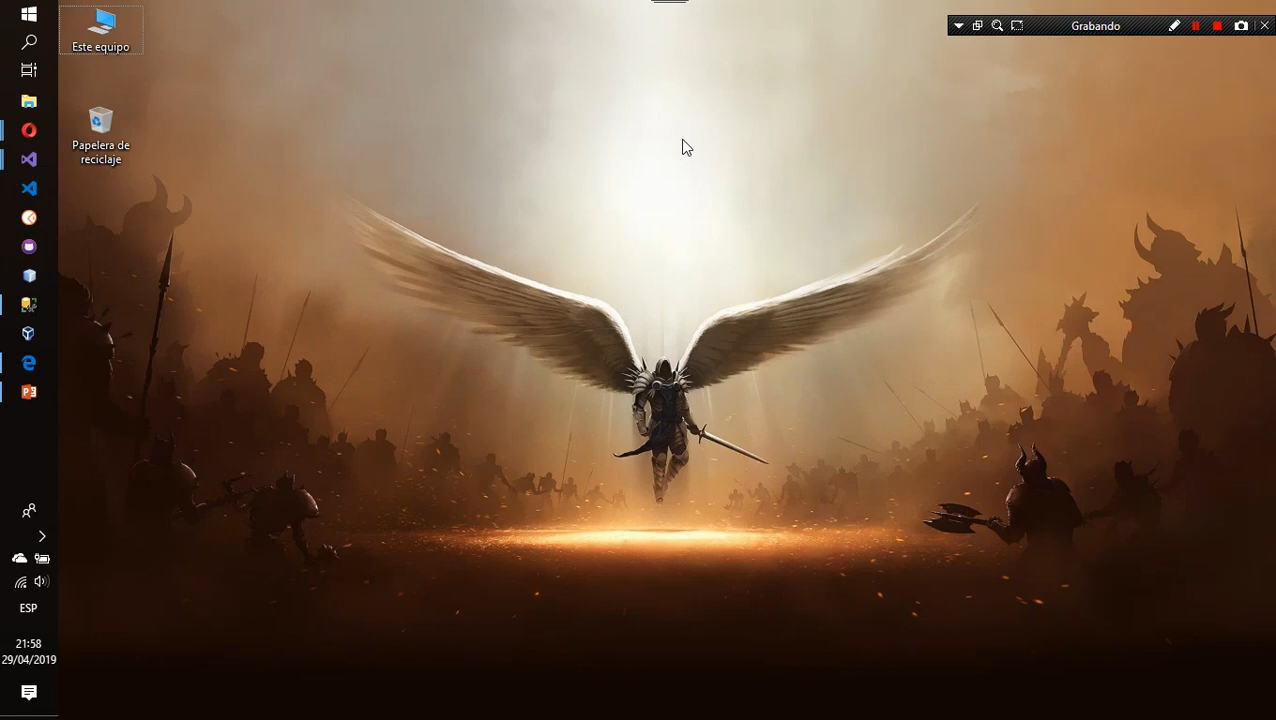 Este equipo
Grabando
Papelera de
reciclaje
ESP
21:58
29/04/2019